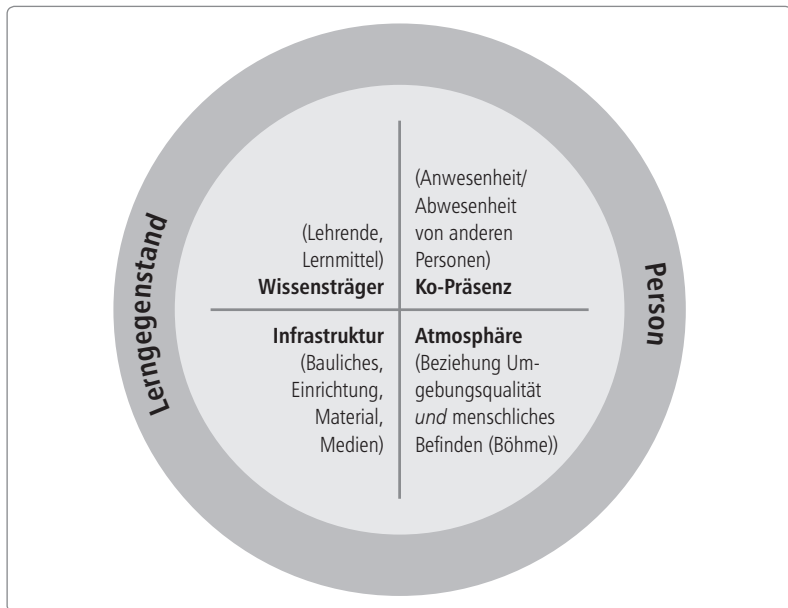 Lerngegenstand
(Lehrende,
Lernmittel)
Wissensträger
(Anwesenheit/
Abwesenheit
von anderen
Personen)
Ko-Präsenz
Infrastruktur
(Bauliches,
Einrichtung,
Material,
Medien)
Atmosphäre
(Beziehung Um-
gebungsqualität
und menschliches
Befinden (Böhme))
Person